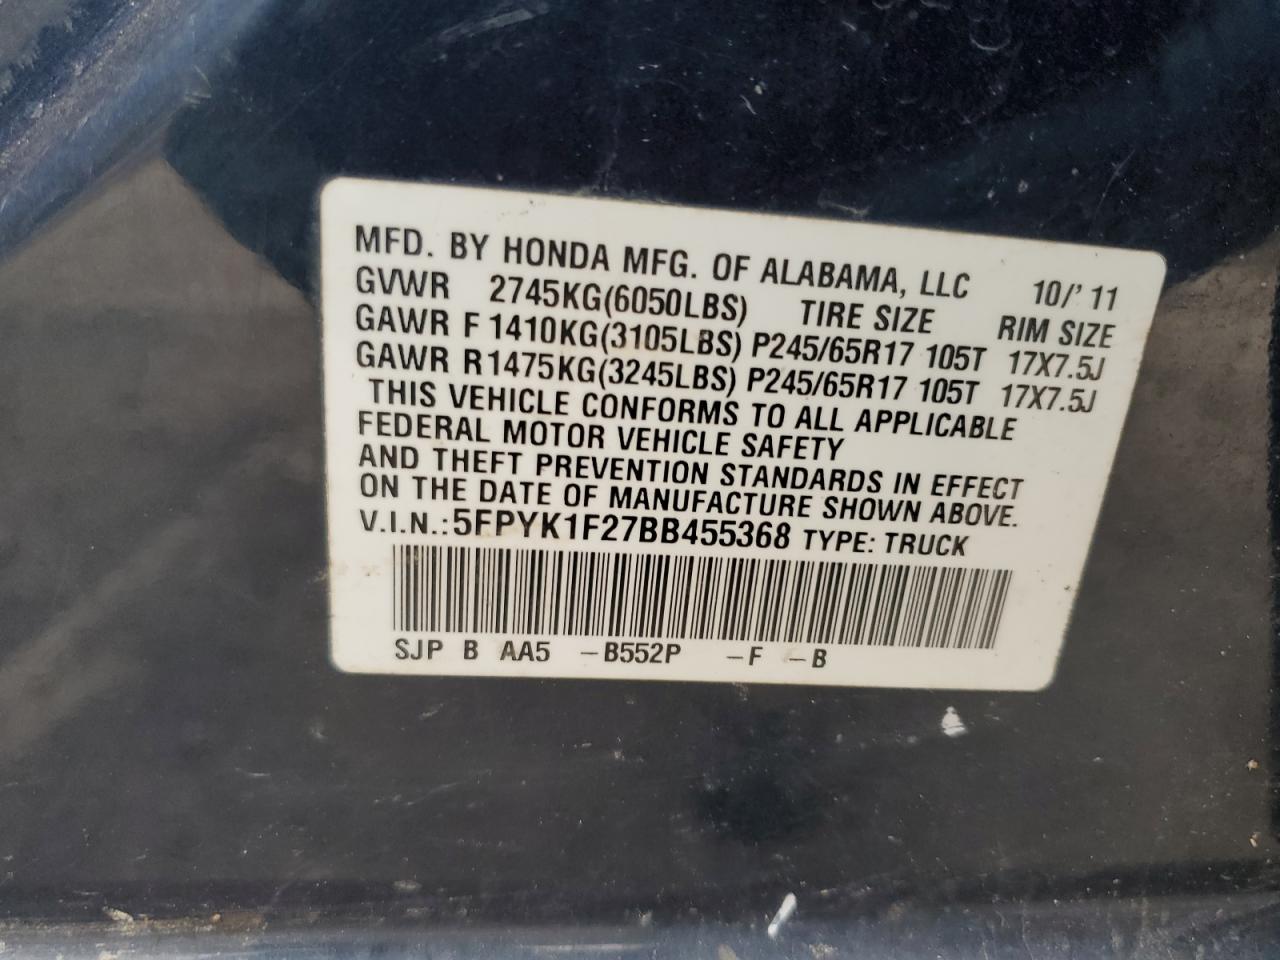 MFD. BY HONDA MFG. OF ALABAMA, LLC 10/' 11
GVWR 2745KG(6050LBS) TIRE SIZE RIM SIZE
GAWR F 1410KG(3105LBS) P245/65R17 105T 17X7.5J
GAWR R1475KG(3245LBS) P245/65R17 105T 17X7.5J
THIS VEHICLE CONFORMS TO ALL APPLICABLE
FEDERAL MOTOR VEHICLE SAFETY
AND THEFT PREVENTION STANDARDS IN EFFECT
ON THE DATE OF MANUFACTURE SHOWN ABOVE.
V.I.N.:5FPYK1F27BB455368 TYPE: TRUCK
SJP B AA5 –B552P –F –B